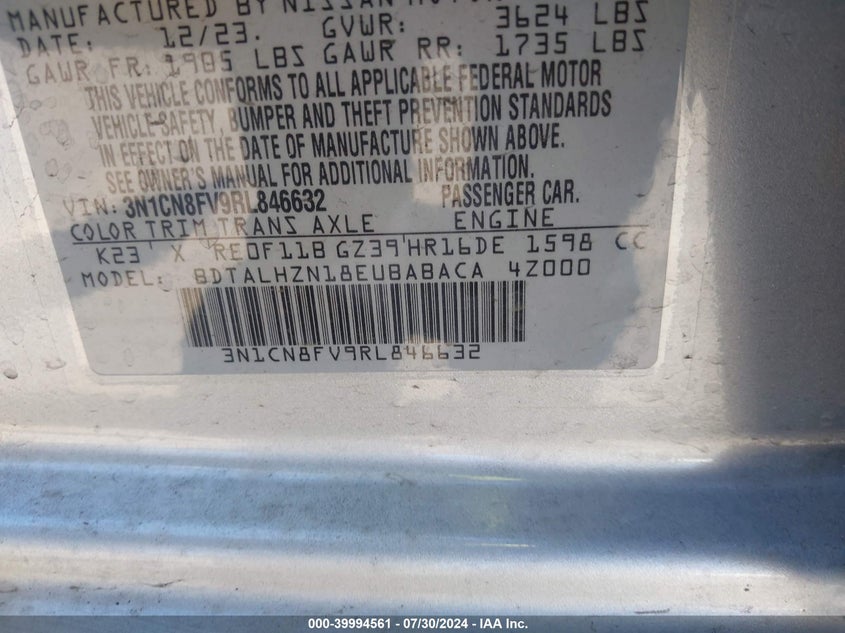 MANUFACTURED BY NISSAN MOTOR
DATE: 12/23. GVWR: 3624 LBS
GAWR FR: 1985 LBS GAWR RR: 1735 LBS
THIS VEHICLE CONFORMS TO ALL APPLICABLE FEDERAL MOTOR
VEHICLE-SAFETY, BUMPER AND THEFT PREVENTION STANDARDS
IN EFFECT ON THE DATE OF MANUFACTURE SHOWN ABOVE.
SEE OWNER'S MANUAL FOR ADDITIONAL INFORMATION.
VIN: 3N1CN8FV9RL846632 PASSENGER CAR.
COLOR TRIM TRANS AXLE ENGINE
K23 X RE0F11B GZ39 HR16DE 1598 CC
MODEL: BDTALHZN18EUBABACA 4Z000
3N1CN8FV9RL846632
000-39994561 - 07/30/2024 - IAA Inc.